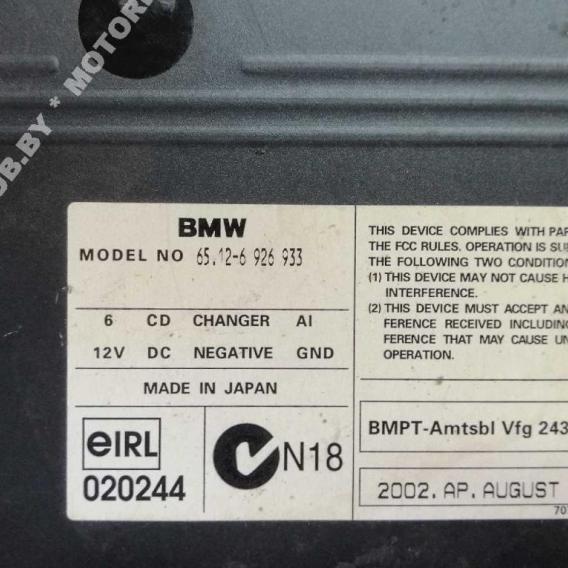 BMW
MODEL NO 65.12-6 926 933
6 CD CHANGER AI
12V DC NEGATIVE GND
MADE IN JAPAN
eIRL
020244
N18
THIS DEVICE COMPLIES WITH
THE FCC RULES. OPERATION IS
THE FOLLOWING TWO
(1) THIS DEVICE MAY NOT CAUSE
INTERFERENCE.
(2) THIS DEVICE MUST ACCEPT
FERENCE RECEIVED
FERENCE THAT MAY CAUSE
OPERATION.
BMPT-Amtsbl Vfg 243
2002. AP. AUGUST